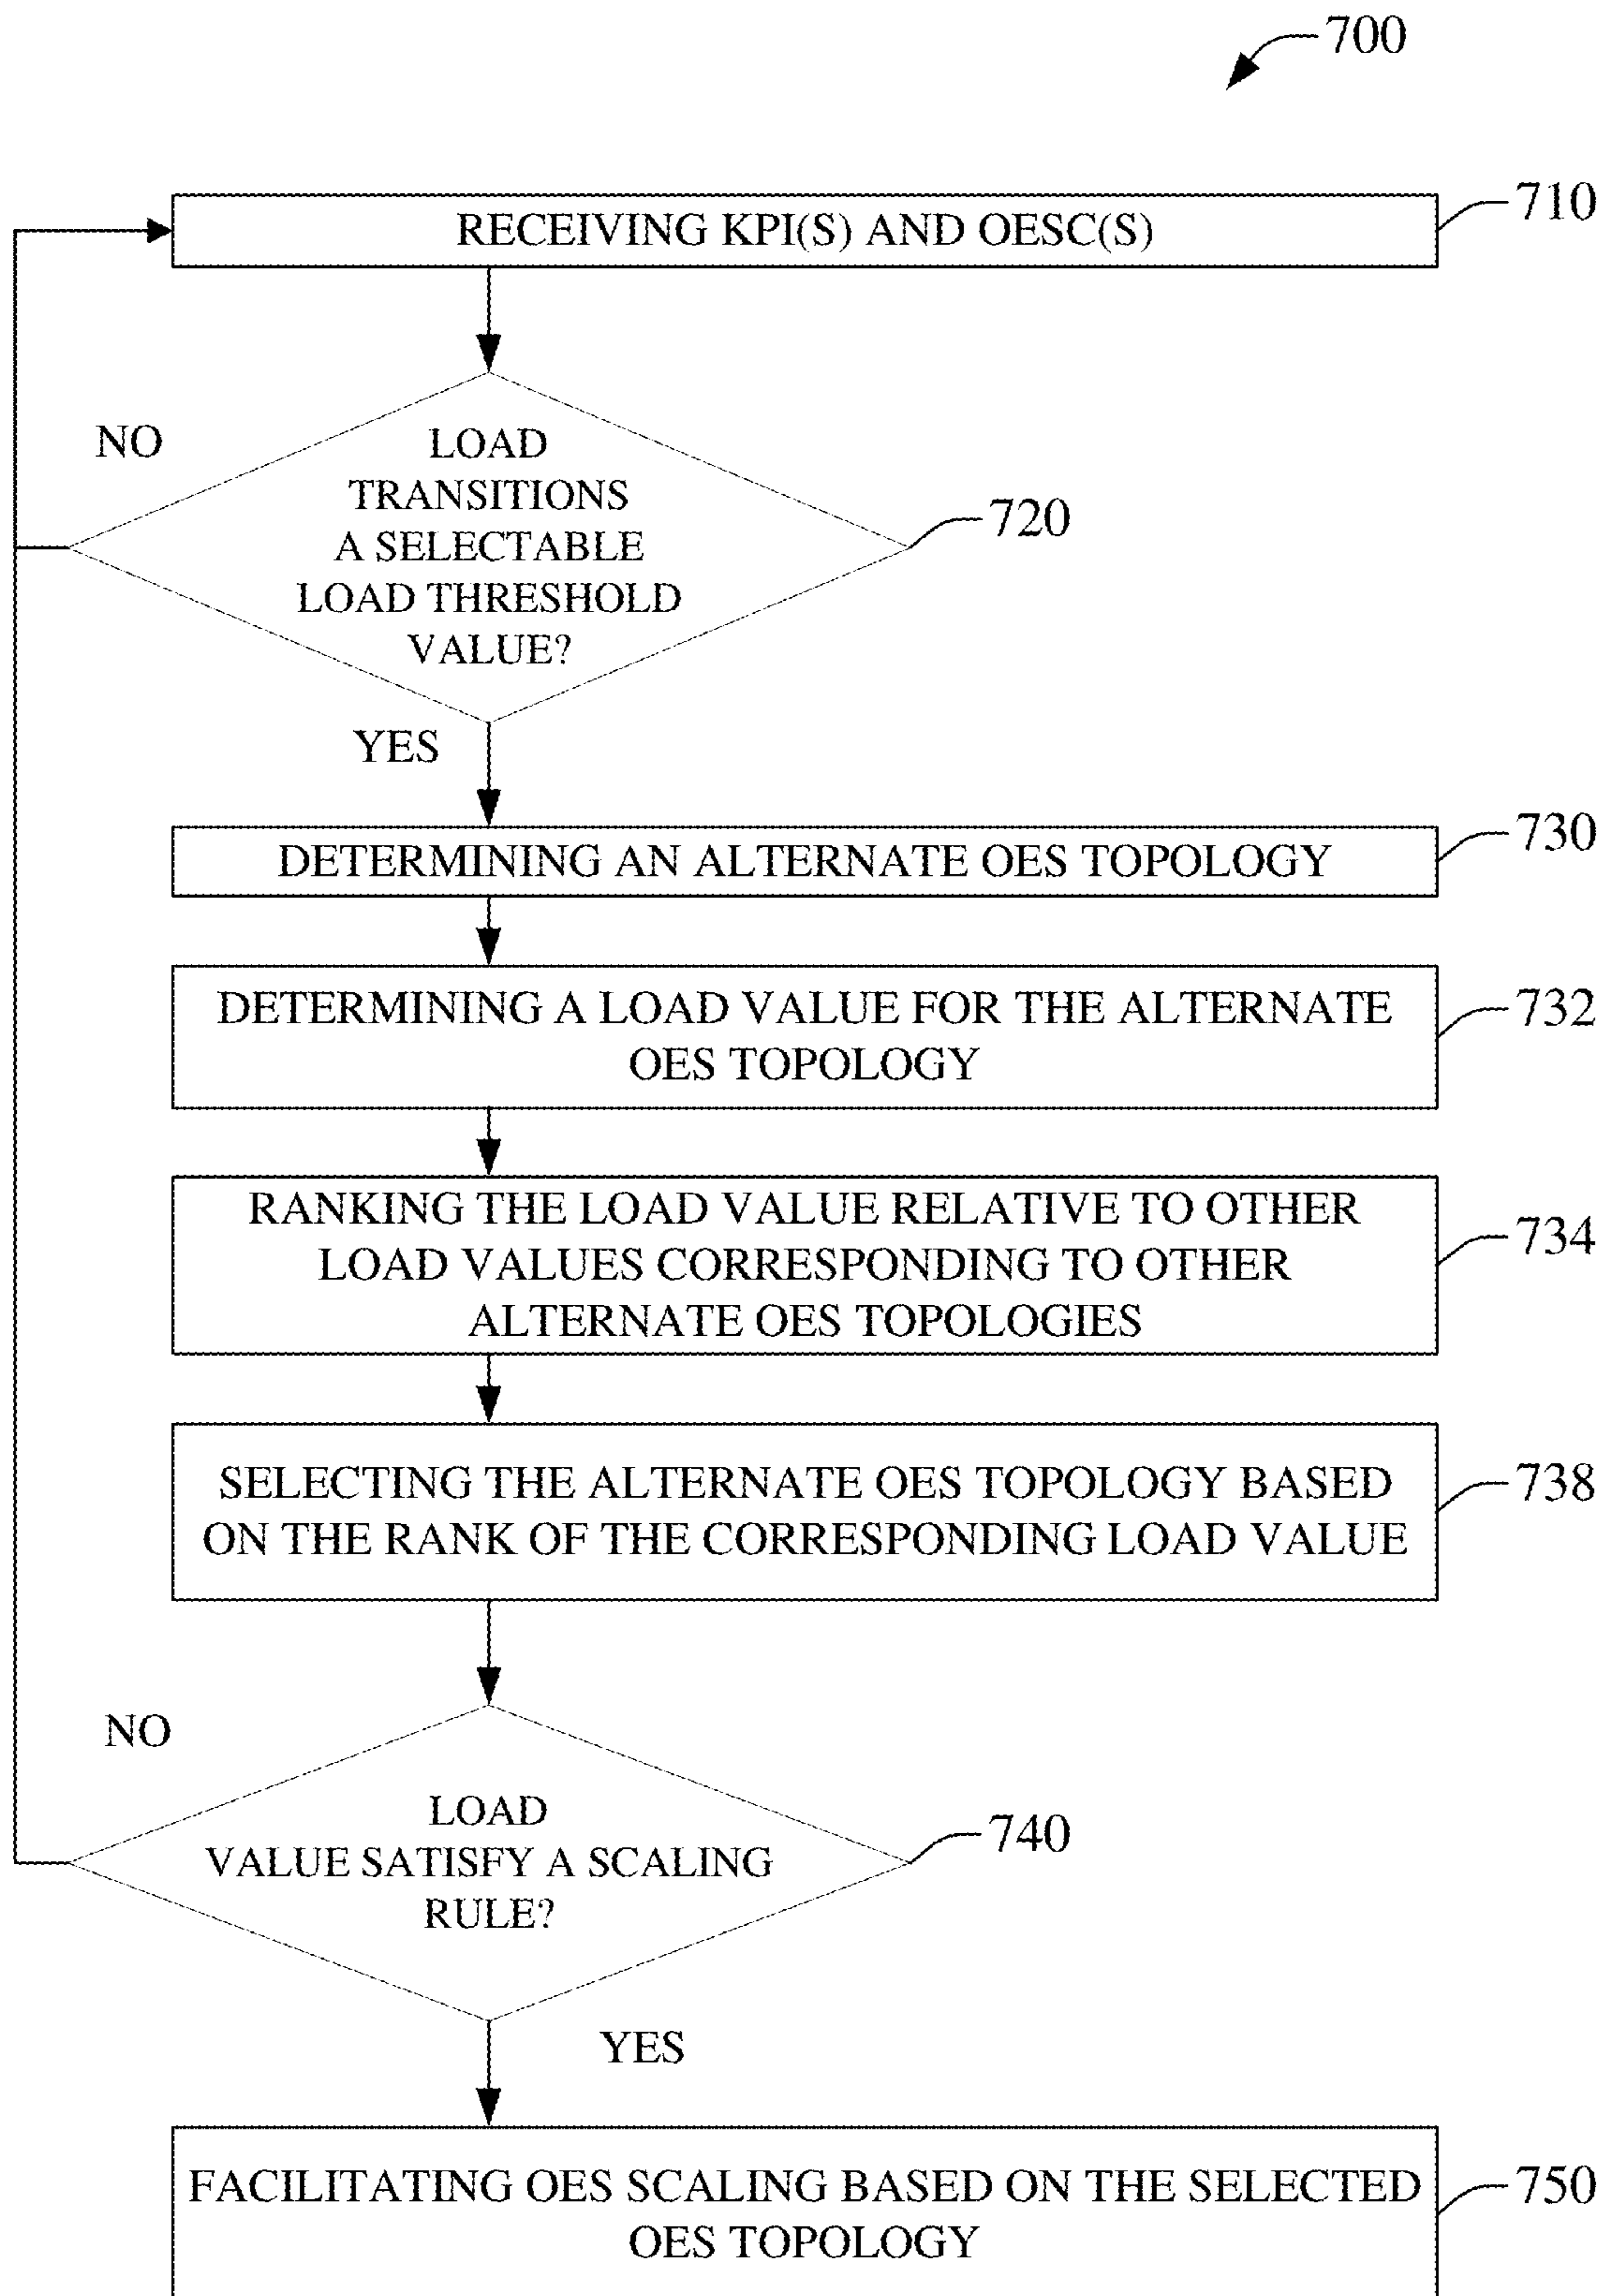 700
RECEIVING KPI(S) AND OESC(S)
710
NO
LOAD
TRANSITIONS
A SELECTABLE
LOAD THRESHOLD
VALUE?
720
YES
DETERMINING AN ALTERNATE OES TOPOLOGY
730
DETERMINING A LOAD VALUE FOR THE ALTERNATE
OES TOPOLOGY
732
RANKING THE LOAD VALUE RELATIVE TO OTHER
LOAD VALUES CORRESPONDING TO OTHER
ALTERNATE OES TOPOLOGIES
734
SELECTING THE ALTERNATE OES TOPOLOGY BASED
ON THE RANK OF THE CORRESPONDING LOAD VALUE
738
NO
LOAD
VALUE SATISFY A SCALING
RULE?
740
YES
FACILITATING OES SCALING BASED ON THE SELECTED
OES TOPOLOGY
750